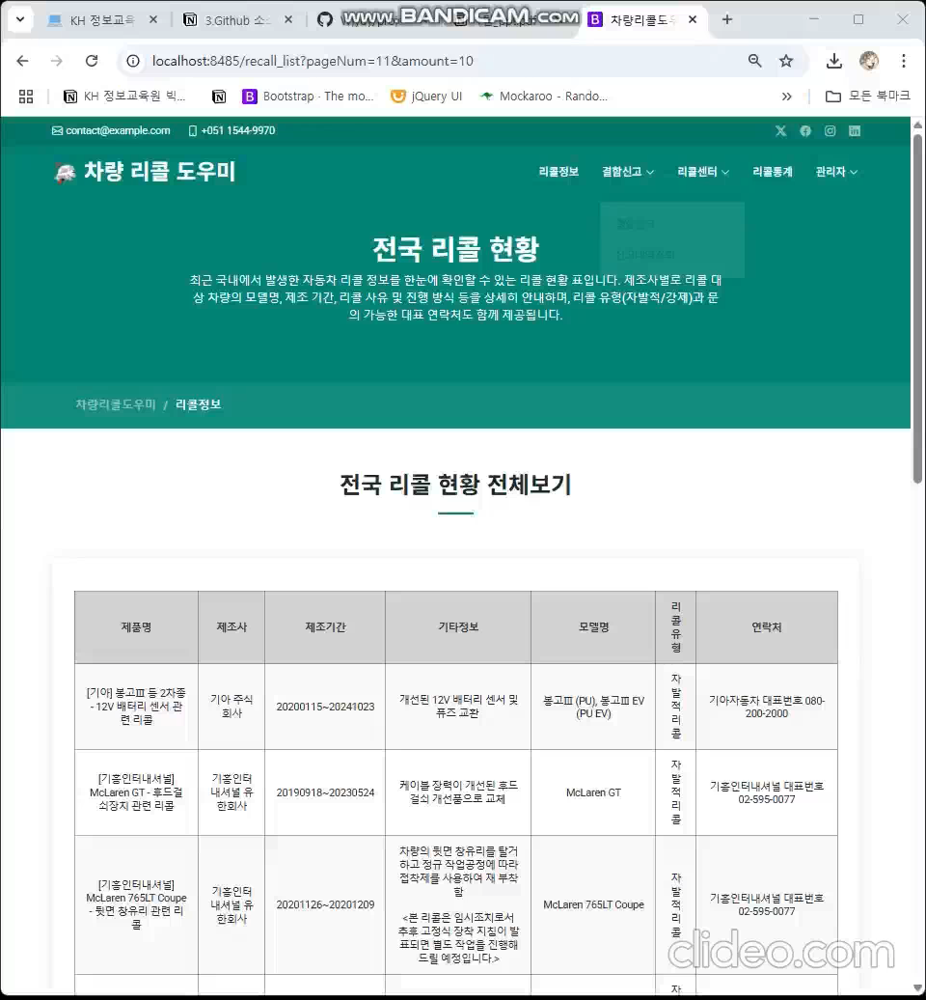 KH 정보교육
3.Github 소
www.BANDICAM.com
차량리콜도우
localhost:8485/recall_list?pageNum=11&amount=10
KH 정보교육원 빅...
Bootstrap · The mo...
jQuery UI
Mockaroo - Rando...
모든 북마크
contact@example.com
+051 1544-9970
차량 리콜 도우미
리콜정보
결함신고
리콜센터
리콜통계
관리자
전국 리콜 현황
최근 국내에서 발생한 자동차 리콜 정보를 한눈에 확인할 수 있는 리콜 현황 표입니다. 제조사별로 리콜 대
상 차량의 모델명, 제조 기간, 리콜 사유 및 진행 방식 등을 상세히 안내하며, 리콜 유형(자발적/강제)과 문
의 가능한 대표 연락처도 함께 제공됩니다.
차량리콜도우미 / 리콜정보
전국 리콜 현황 전체보기
제품명
제조사
제조기간
기타정보
모델명
리
콜
유
형
연락처
[기아] 봉고Ⅲ 등 2차종
- 12V 배터리 센서 관
련 리콜
기아 주식
회사
20200115~20241023
개선된 12V 배터리 센서 및
퓨즈 교환
봉고Ⅲ (PU), 봉고Ⅲ EV
(PU EV)
자
발
적
리
콜
기아자동차 대표번호 080-
200-2000
[기흥인터내셔널]
McLaren GT - 후드걸
쇠장치 관련 리콜
기흥인터
내셔널 유
한회사
20190918~20230524
케이블 장력이 개선된 후드
걸쇠 개선품으로 교체
McLaren GT
자
발
적
리
콜
기흥인터내셔널 대표번호
02-595-0077
[기흥인터내셔널]
McLaren 765LT Coupe
- 뒷면 창유리 관련 리
콜
기흥인터
내셔널 유
한회사
20201126~20201209
차량의 뒷면 창유리를 탈거
하고 정규 작업공정에 따라
접착제를 사용하여 재 부착
함
<본 리콜은 임시조치로서
추후 고정식 장착 지침이 발
표되면 별도 작업을 진행해
드릴 예정입니다.>
McLaren 765LT Coupe
자
발
적
리
콜
기흥인터내셔널 대표번호
02-595-0077
자
clideo.com